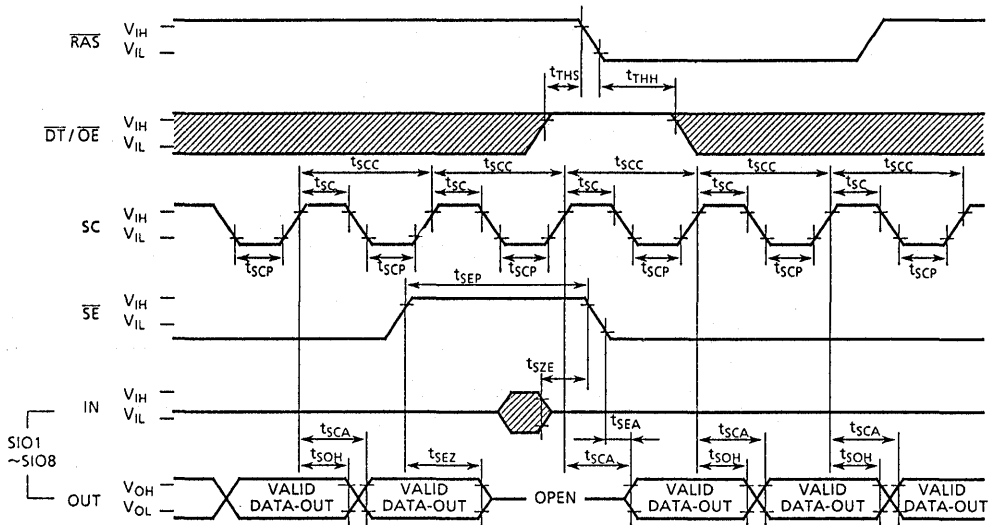 RAS
VIH
VIL
tTHS
tTHH
DT / OE
VIH
VIL
tSCC tSCC tSCC tSCC tSCC
tSC tSC tSC tSC tSC
SC
VIH
VIL
tSCP tSCP tSCP tSCP tSCP tSCP
tSEP
SE
VIH
VIL
tSZE
IN
VIH
VIL
tSEA
SIO1
~SIO8
tSCA tSCA tSCA tSCA
tSOH tSEZ tSOH tSOH
OUT
VOH
VOL
VALID
DATA-OUT
VALID
DATA-OUT
OPEN
VALID
DATA-OUT
VALID
DATA-OUT
VALID
DATA-OUT